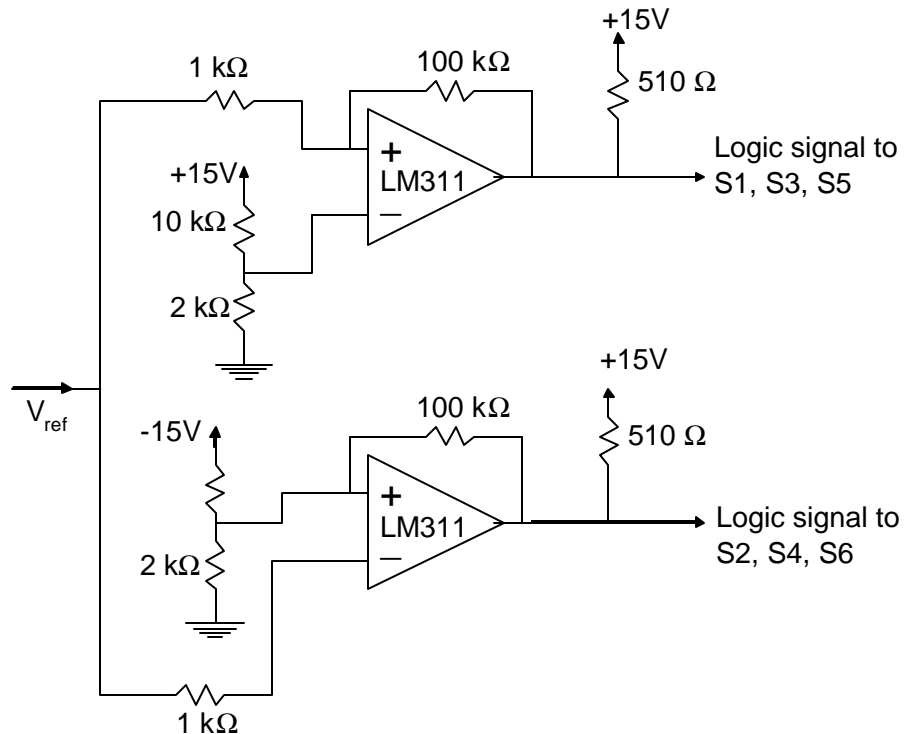 +15V
1 kΩ
100 kΩ
510 Ω
+
LM311
−
Logic signal to
S1, S3, S5
+15V
10 kΩ
2 kΩ
V_ref
+15V
100 kΩ
510 Ω
-15V
+
LM311
−
Logic signal to
S2, S4, S6
2 kΩ
1 kΩ